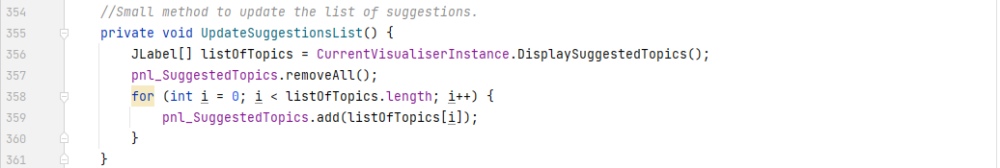 354 //Small method to update the list of suggestions.
355 private void UpdateSuggestionsList() {
356 JLabel[] listOfTopics = CurrentVisualiserInstance.DisplaySuggestedTopics();
357 pnl_SuggestedTopics.removeAll();
358 for (int i = 0; i < listOfTopics.length; i++) {
359 pnl_SuggestedTopics.add(listOfTopics[i]);
360 }
361 }